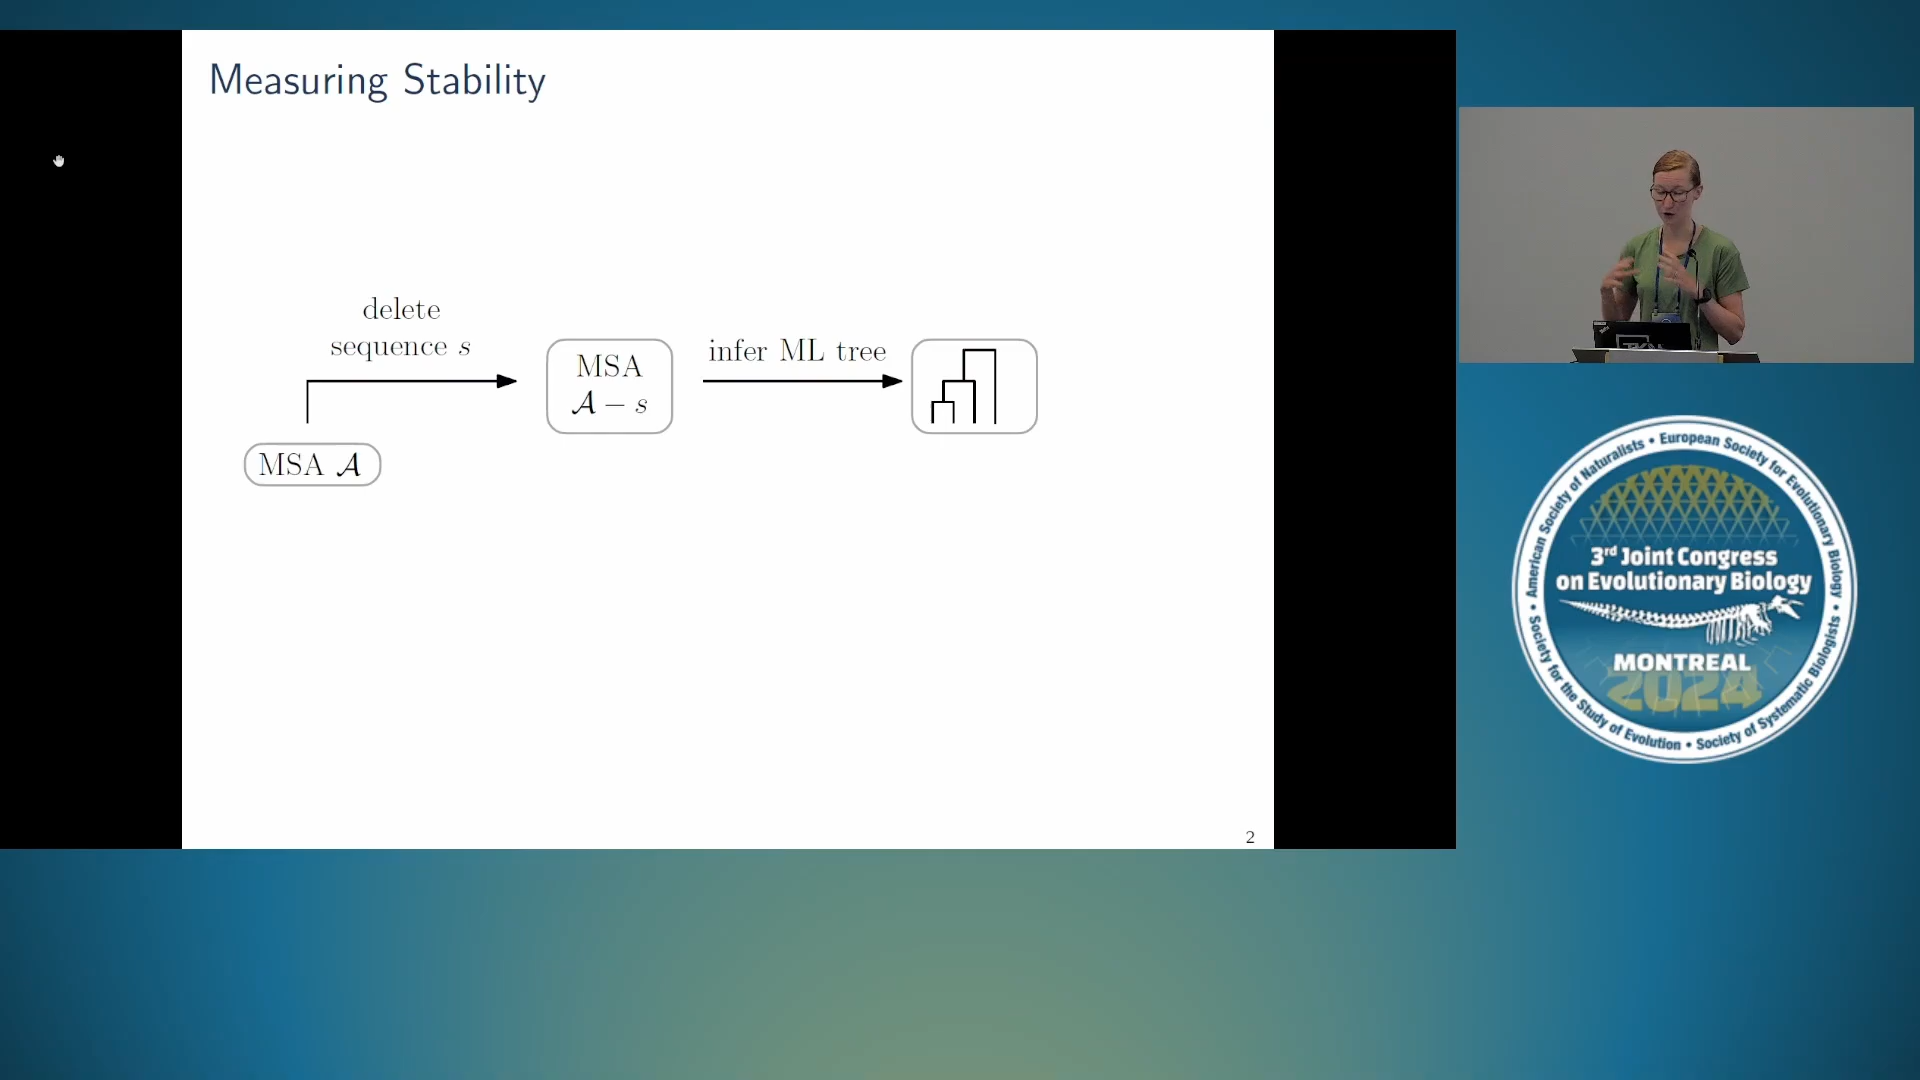 Measuring Stability
delete
sequence s
MSA
A − s
infer ML tree
MSA A
2
American Society of Naturalists • European Society for Evolutionary Biology • Society of Systematic Biologists • Society for the Study of Evolution •
3rd Joint Congress
on Evolutionary Biology
MONTREAL
2024